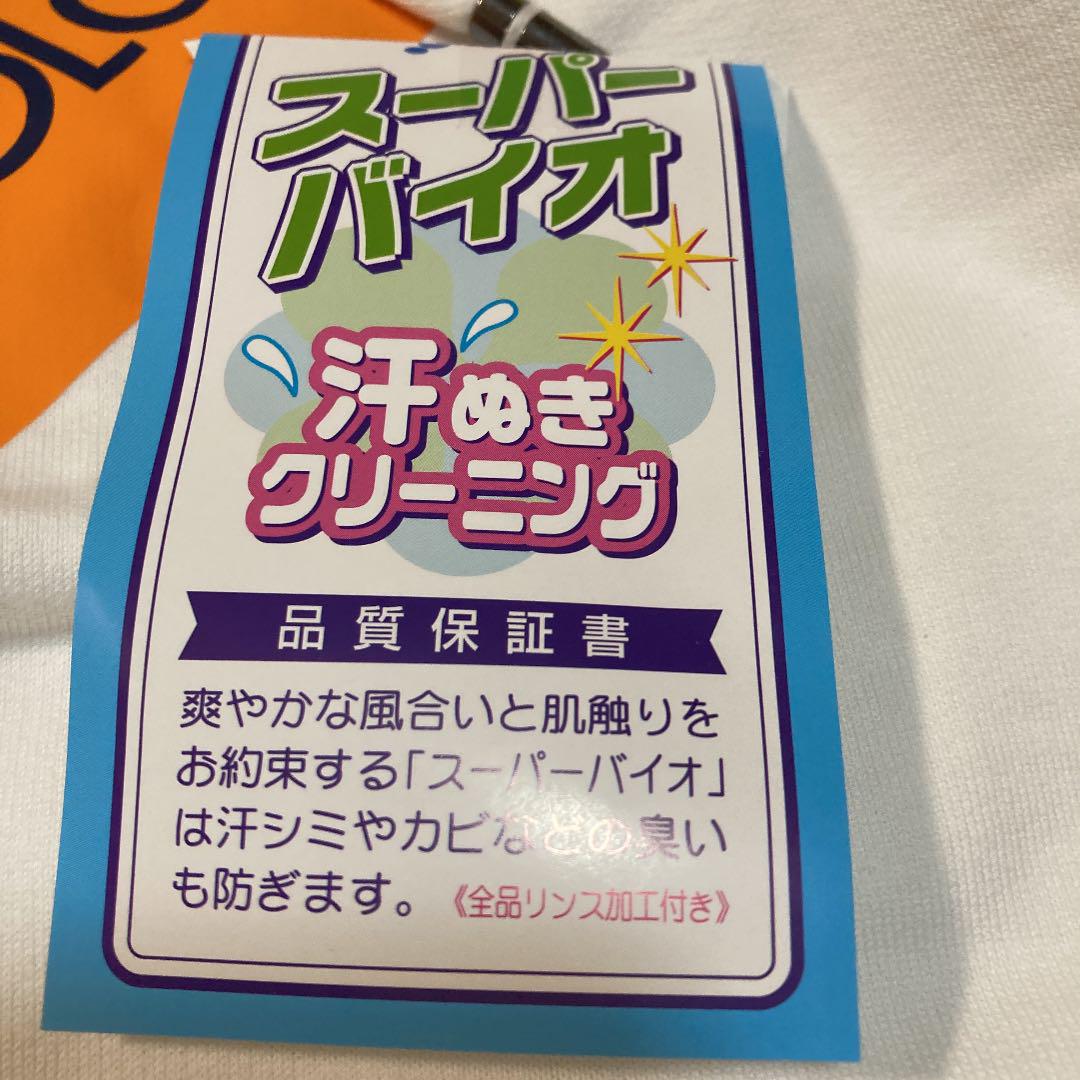 スーパー
バイオ
汗ぬき
クリーニング
品質保証書
爽やかな風合いと肌触りを
お約束する「スーパーバイオ」
は汗シミやカビなどの臭い
も防ぎます。《全品リンス加工付き》